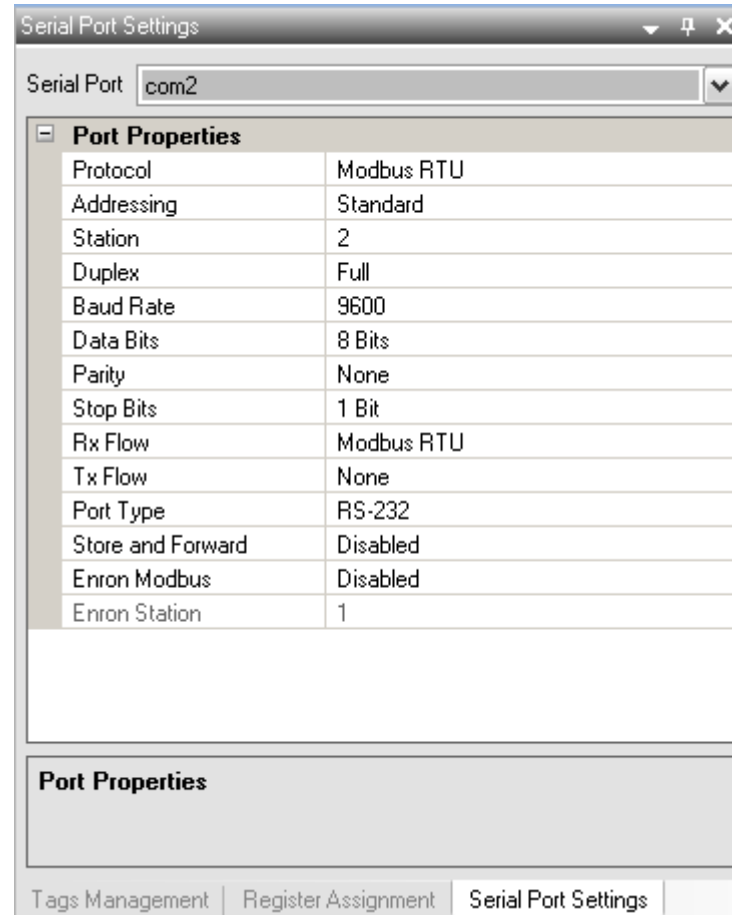 Serial Port Settings
Serial Port com2
Port Properties
Protocol Modbus RTU
Addressing Standard
Station 2
Duplex Full
Baud Rate 9600
Data Bits 8 Bits
Parity None
Stop Bits 1 Bit
Rx Flow Modbus RTU
Tx Flow None
Port Type RS-232
Store and Forward Disabled
Enron Modbus Disabled
Enron Station 1
Port Properties
Tags Management Register Assignment Serial Port Settings